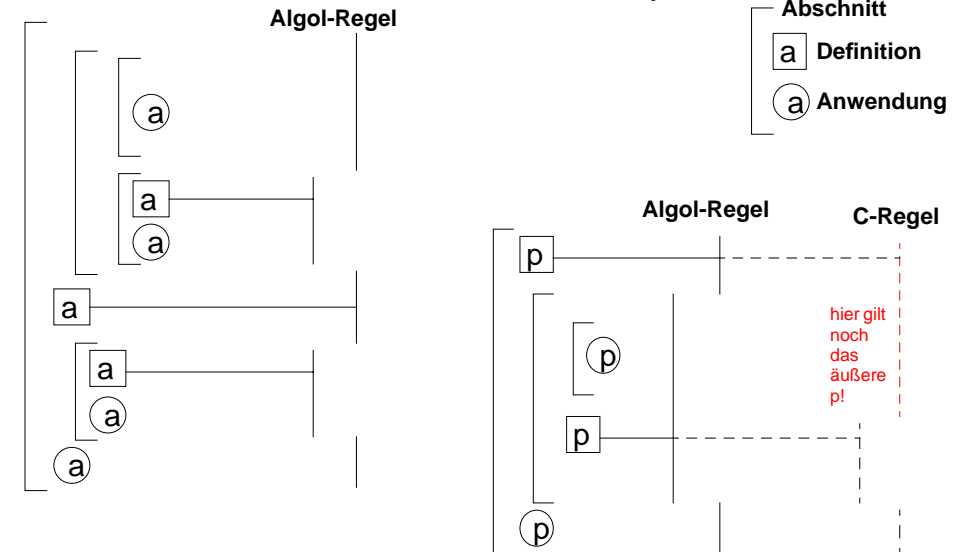 Algol-Regel
a
a
a
a
a
a
a
Abschnitt
a Definition
a Anwendung
Algol-Regel
C-Regel
p
hier gilt
noch
das
äußere
p!
p
p
p